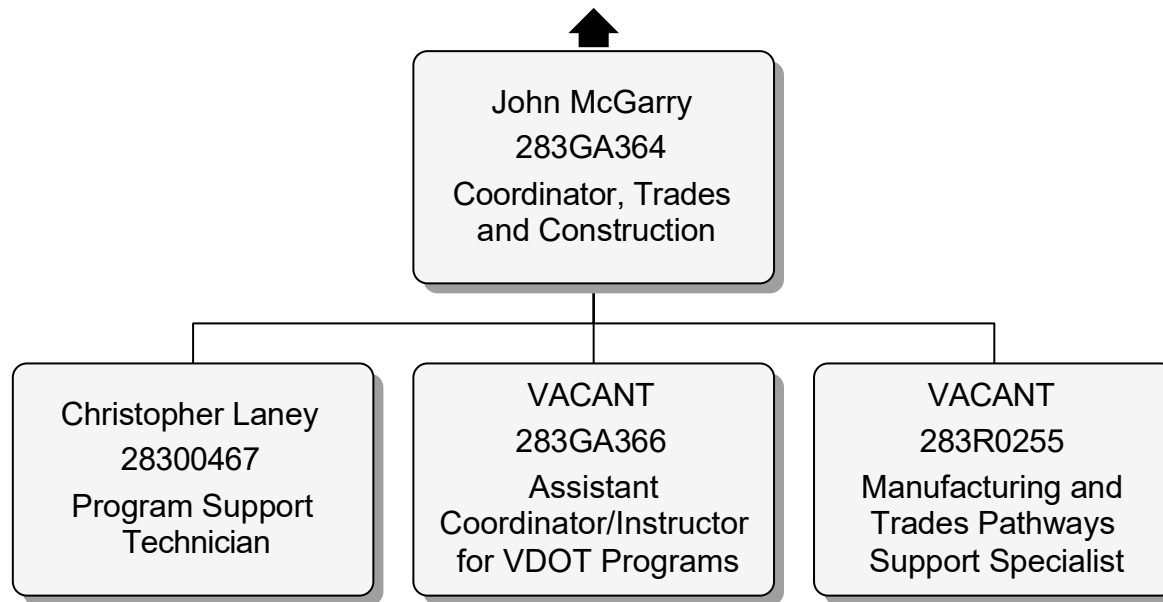 John McGarry
283GA364
Coordinator, Trades
and Construction
Christopher Laney
28300467
Program Support
Technician
VACANT
283GA366
Assistant
Coordinator/Instructor
for VDOT Programs
VACANT
283R0255
Manufacturing and
Trades Pathways
Support Specialist